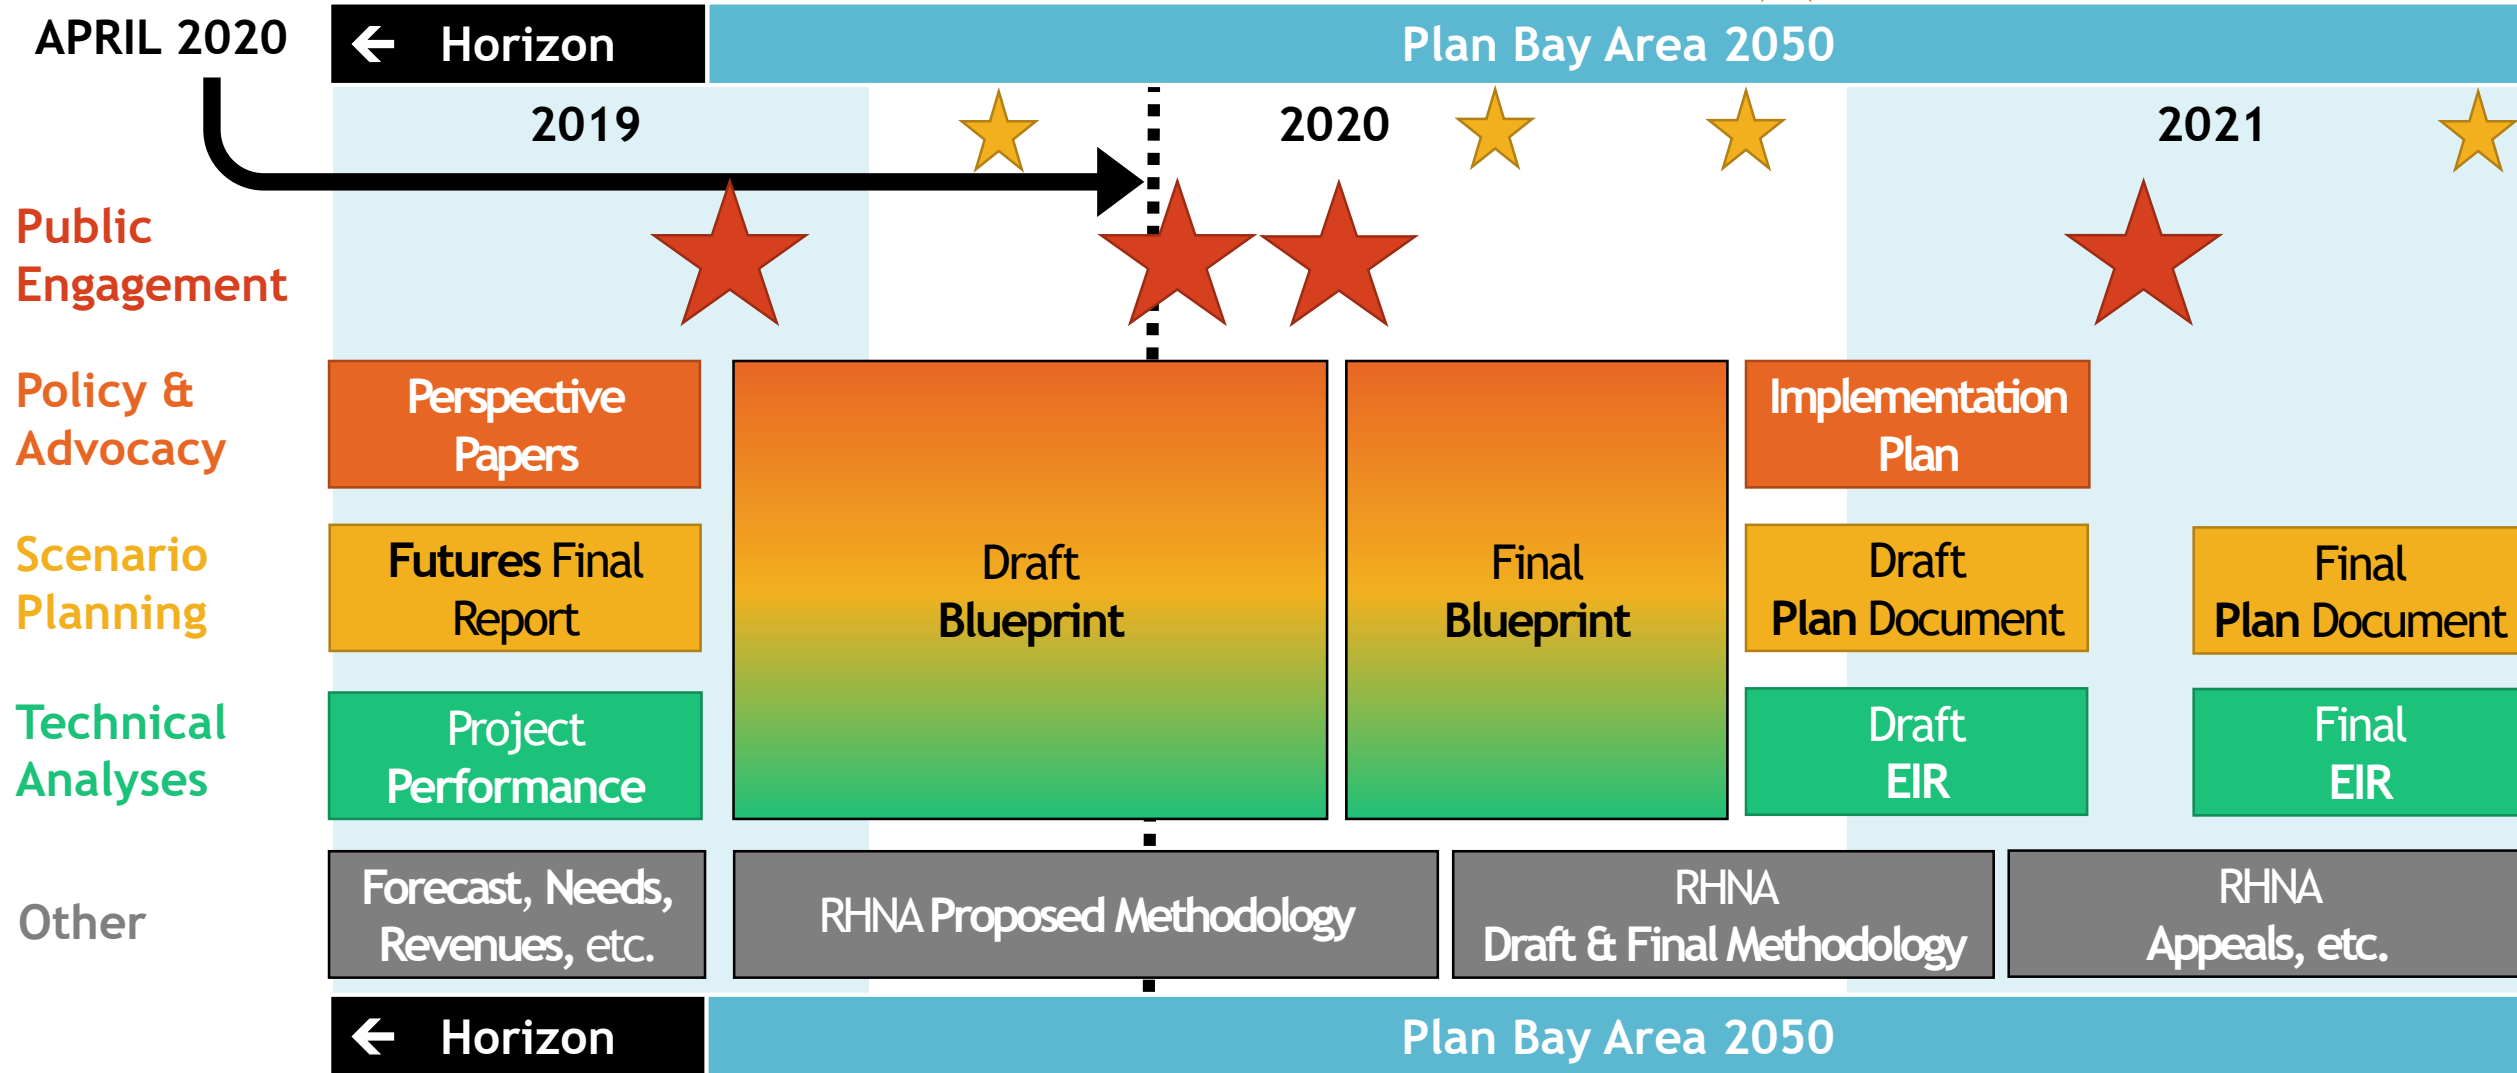 APRIL 2020
Horizon
Plan Bay Area 2050
2019
2020
2021
Public
Engagement
Policy &
Advocacy
Perspective
Papers
Implementation
Plan
Scenario
Planning
Futures Final
Report
Draft
Blueprint
Final
Blueprint
Draft
Plan Document
Final
Plan Document
Technical
Analyses
Project
Performance
Draft
EIR
Final
EIR
Other
Forecast, Needs,
Revenues, etc.
RHNA Proposed Methodology
RHNA
Draft & Final Methodology
RHNA
Appeals, etc.
Horizon
Plan Bay Area 2050